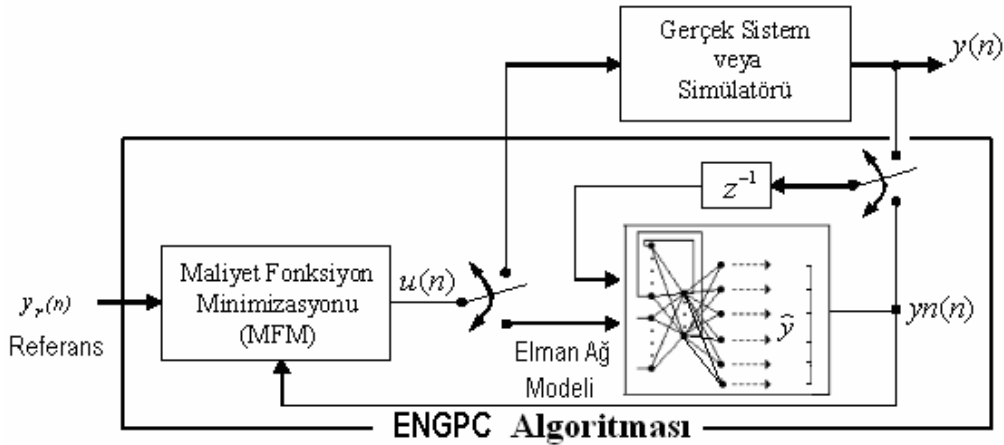 Gerçek Sistem
veya
Simülatörü
y(n)
z⁻¹
Maliyet Fonksiyon
Minimizasyonu
(MFM)
u(n)
y_r(n)
Referans
ŷ
yn(n)
Elman Ağ
Modeli
ENGPC Algoritması